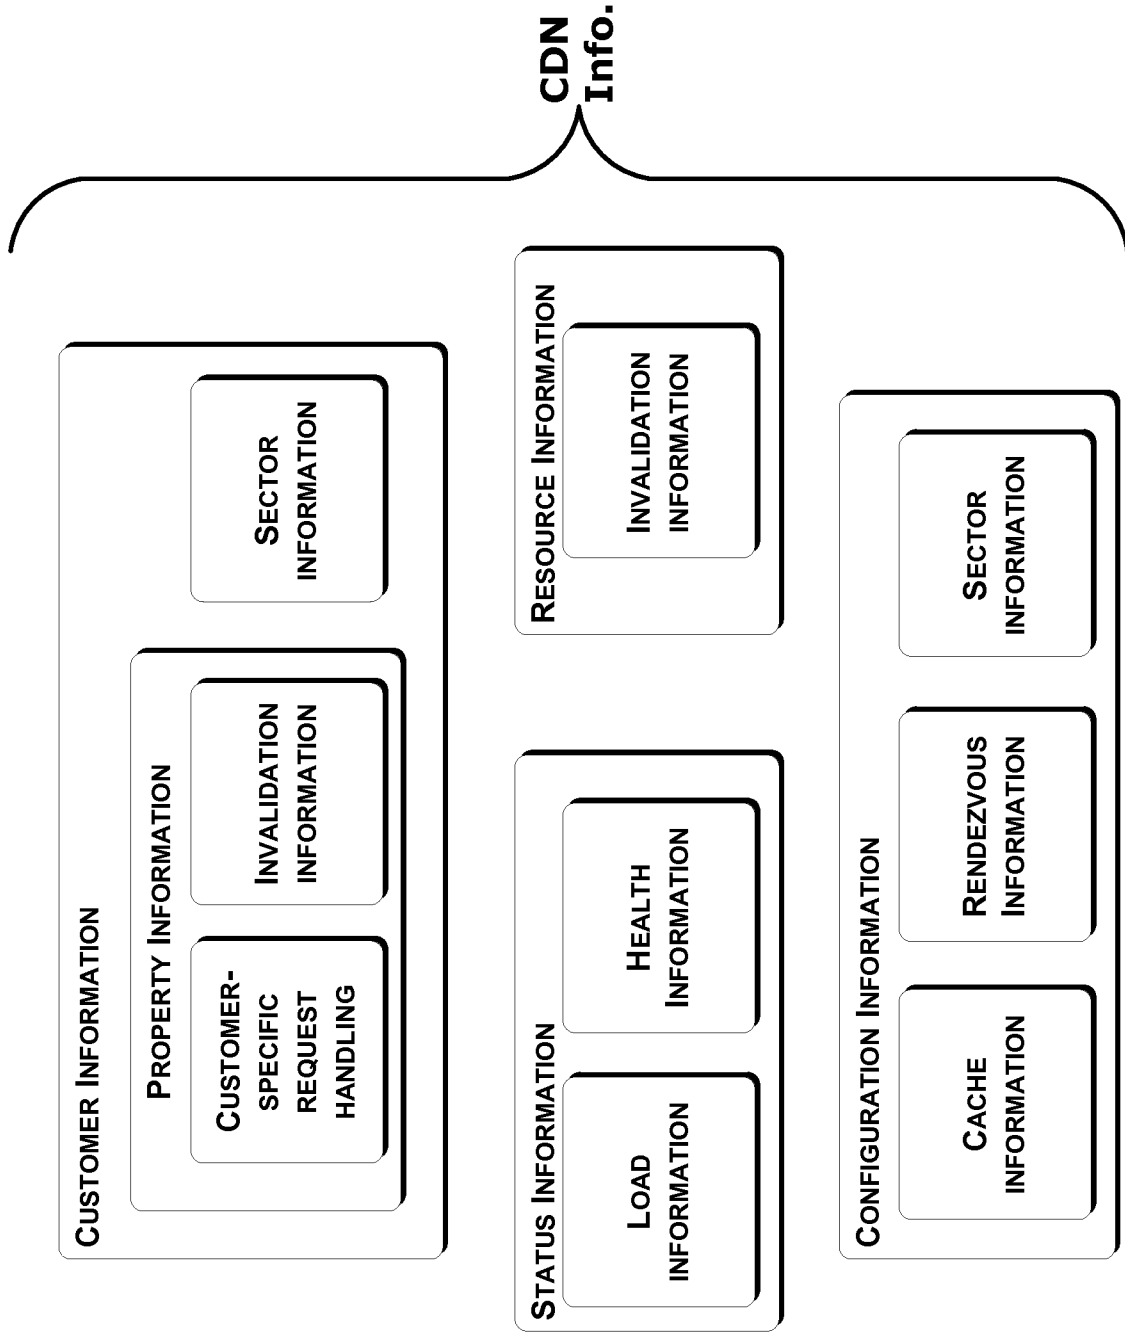 CUSTOMER INFORMATION
PROPERTY INFORMATION
CUSTOMER-
SPECIFIC
REQUEST
HANDLING
INVALIDATION
INFORMATION
SECTOR
INFORMATION
STATUS INFORMATION
LOAD
INFORMATION
HEALTH
INFORMATION
RESOURCE INFORMATION
INVALIDATION
INFORMATION
CONFIGURATION INFORMATION
CACHE
INFORMATION
RENDEZVOUS
INFORMATION
SECTOR
INFORMATION
CDN
Info.